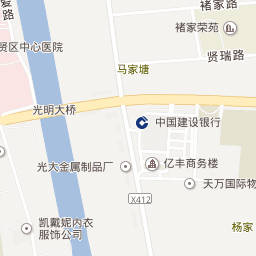 褚家路
爱路
褚家荣苑
贤瑞路
贤区中心医院
马家塘
光明大桥
中国建设银行
光大金属制品厂
亿丰商务楼
天万国际物
X412
凯戴妮内衣
服饰公司
杨家